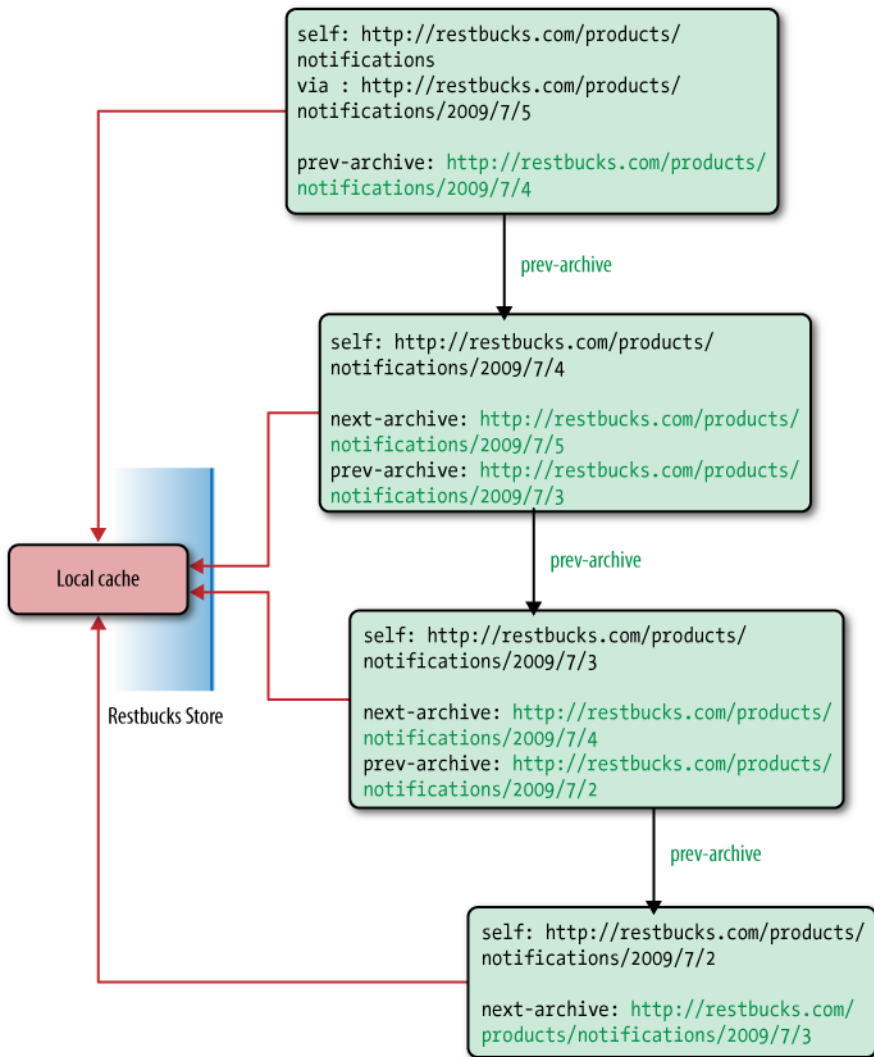 self: http://restbucks.com/products/
notifications
via : http://restbucks.com/products/
notifications/2009/7/5
prev-archive: http://restbucks.com/products/
notifications/2009/7/4
prev-archive
self: http://restbucks.com/products/
notifications/2009/7/4
next-archive: http://restbucks.com/products/
notifications/2009/7/5
prev-archive: http://restbucks.com/products/
notifications/2009/7/3
prev-archive
Local cache
Restbucks Store
self: http://restbucks.com/products/
notifications/2009/7/3
next-archive: http://restbucks.com/products/
notifications/2009/7/4
prev-archive: http://restbucks.com/products/
notifications/2009/7/2
prev-archive
self: http://restbucks.com/products/
notifications/2009/7/2
next-archive: http://restbucks.com/
products/notifications/2009/7/3